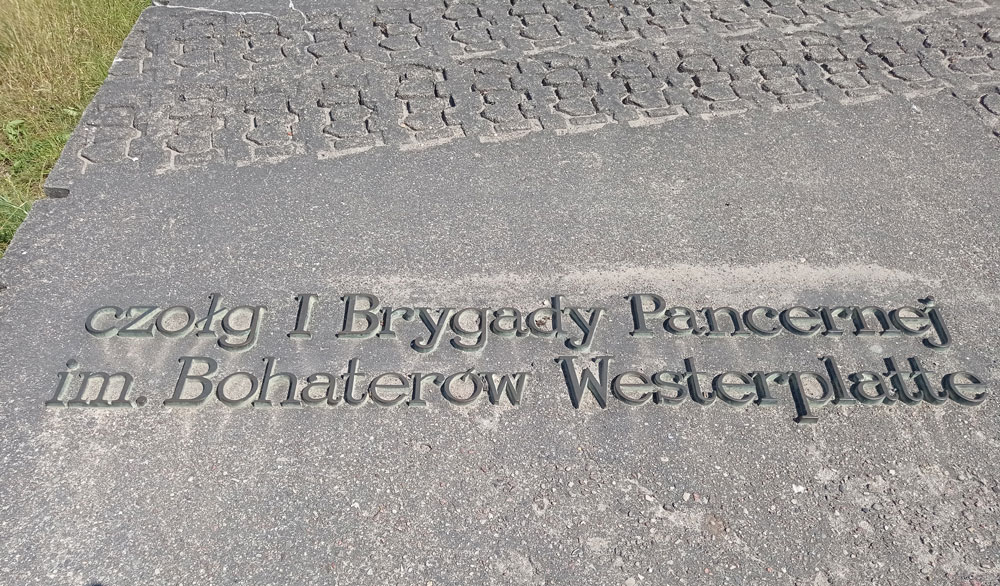 czołg I Brygady Pancernej
im. Bohaterów Westerplatte